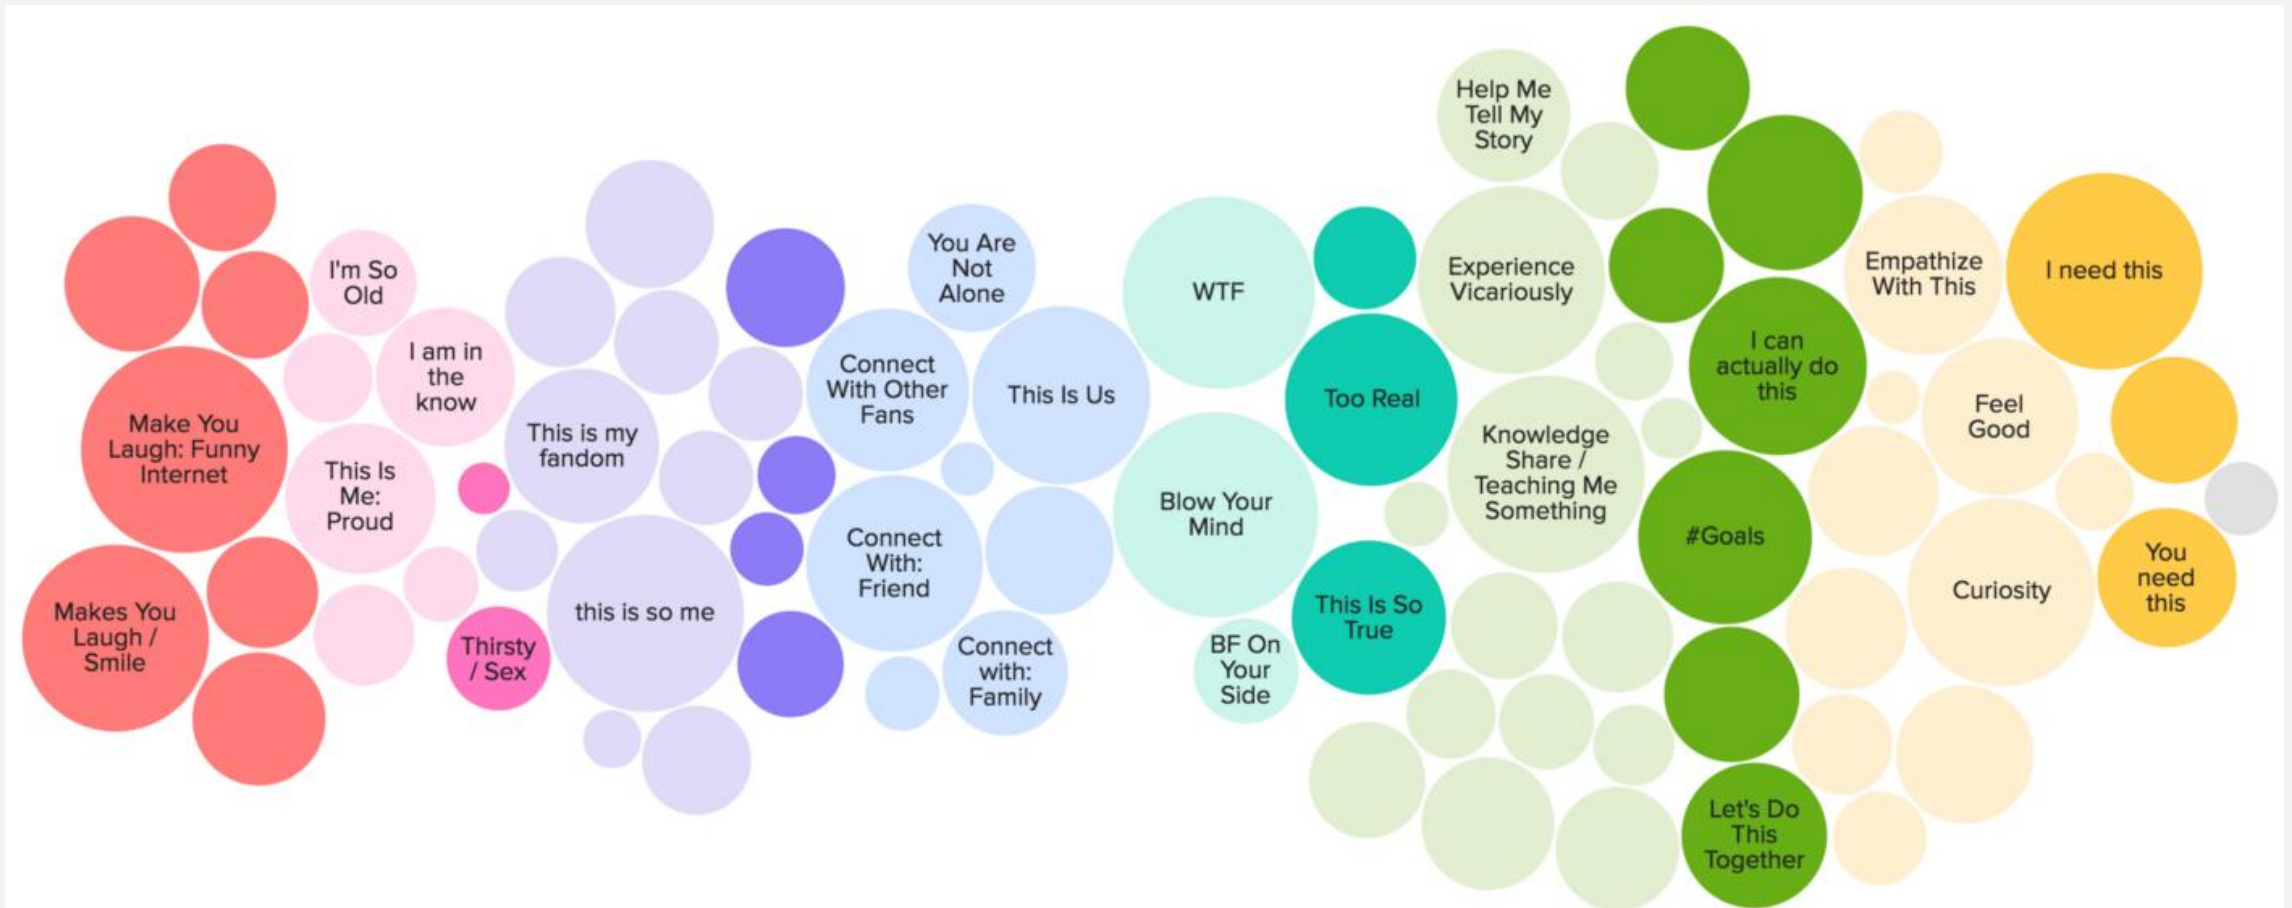 Make You
Laugh: Funny
Internet
Makes You
Laugh /
Smile
I'm So
Old
I am in
the
know
This Is
Me:
Proud
Thirsty
/ Sex
This is my
fandom
this is so me
You Are
Not
Alone
Connect
With Other
Fans
This Is Us
Connect
With:
Friend
Connect
with:
Family
WTF
Blow Your
Mind
BF On
Your
Side
Too Real
This Is So
True
Help Me
Tell My
Story
Experience
Vicariously
Knowledge
Share /
Teaching Me
Something
I can
actually do
this
#Goals
Let's Do
This
Together
Empathize
With This
Feel
Good
Curiosity
I need this
You
need
this